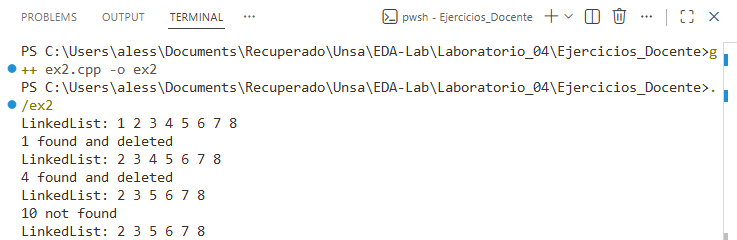 PROBLEMS OUTPUT TERMINAL ... pwsh - Ejercicios_Docente
PS C:\Users\aless\Documents\Recuperado\Unsa\EDA-Lab\Laboratorio_04\Ejercicios_Docente>g
++ ex2.cpp -o ex2
PS C:\Users\aless\Documents\Recuperado\Unsa\EDA-Lab\Laboratorio_04\Ejercicios_Docente>.
/ex2
LinkedList: 1 2 3 4 5 6 7 8
1 found and deleted
LinkedList: 2 3 4 5 6 7 8
4 found and deleted
LinkedList: 2 3 5 6 7 8
10 not found
LinkedList: 2 3 5 6 7 8